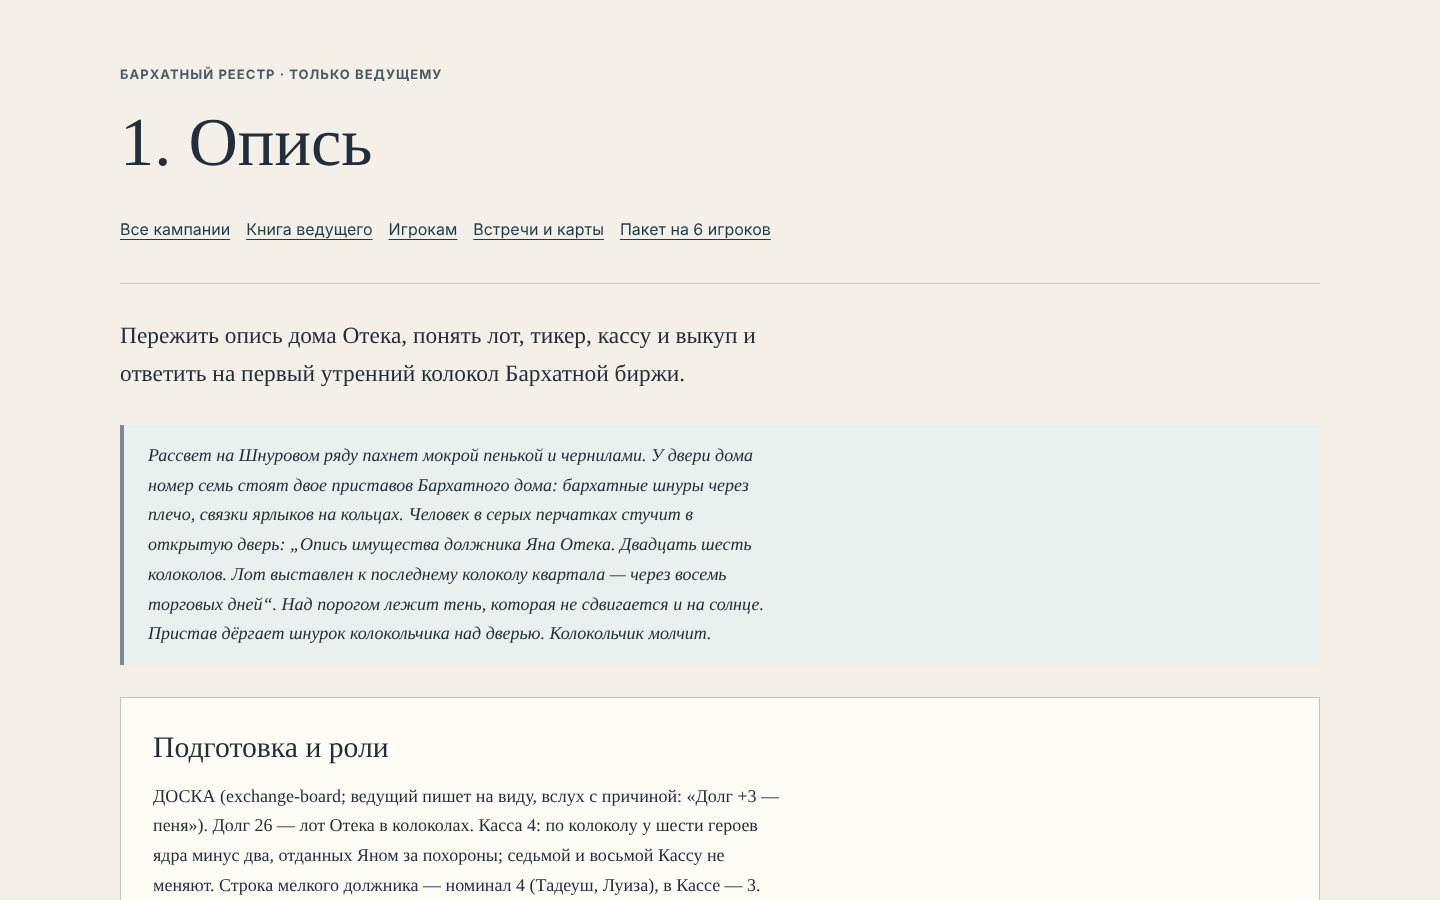 БАРХАТНЫЙ РЕЕСТР · ТОЛЬКО ВЕДУЩЕМУ
1. Опись
Все кампании Книга ведущего Игрокам Встречи и карты Пакет на 6 игроков
Пережить опись дома Отека, понять лот, тикер, кассу и выкуп и
ответить на первый утренний колокол Бархатной биржи.
Рассвет на Шнуровом ряду пахнет мокрой пенькой и чернилами. У двери дома
номер семь стоят двое приставов Бархатного дома: бархатные шнуры через
плечо, связки ярлыков на кольцах. Человек в серых перчатках стучит в
открытую дверь: „Опись имущества должника Яна Отека. Двадцать шесть
колоколов. Лот выставлен к последнему колоколу квартала — через восемь
торговых дней“. Над порогом лежит тень, которая не сдвигается и на солнце.
Пристав дёргает шнурок колокольчика над дверью. Колокольчик молчит.
Подготовка и роли
ДОСКА (exchange-board; ведущий пишет на виду, вслух с причиной: «Долг +3 —
пеня»). Долг 26 — лот Отека в колоколах. Касса 4: по колоколу у шести героев
ядра минус два, отданных Яном за похороны; седьмой и восьмой Кассу не
меняют. Строка мелкого должника — номинал 4 (Тадеуш, Луиза), в Кассе — 3.